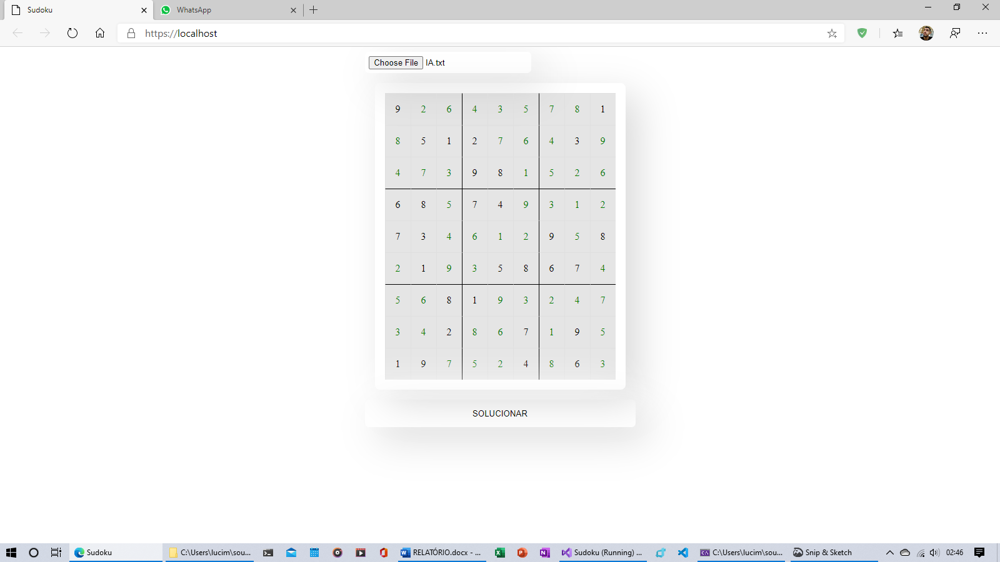 Sudoku
WhatsApp
https://localhost
Choose File IA.txt
9 2 6 4 3 5 7 8 1
8 5 1 2 7 6 4 3 9
4 7 3 9 8 1 5 2 6
6 8 5 7 4 9 3 1 2
7 3 4 6 1 2 9 5 8
2 1 9 3 5 8 6 7 4
5 6 8 1 9 3 2 4 7
3 4 2 8 6 7 1 9 5
1 9 7 5 2 4 8 6 3
SOLUCIONAR
Sudoku
C:\Users\lucim\sou...
RELATÓRIO.docx - ...
Sudoku (Running) ...
C:\Users\lucim\sou...
Snip & Sketch
02:46